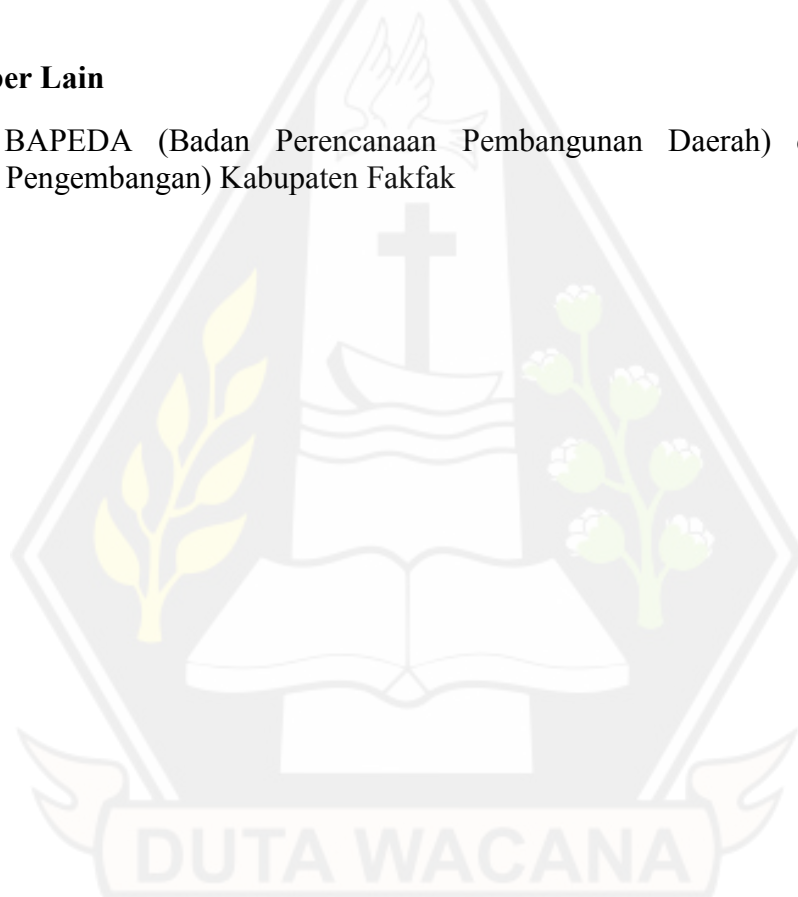 ber Lain
BAPEDA (Badan Perencanaan Pembangunan Daerah)
Pengembangan) Kabupaten Fakfak
DUTA WACANA